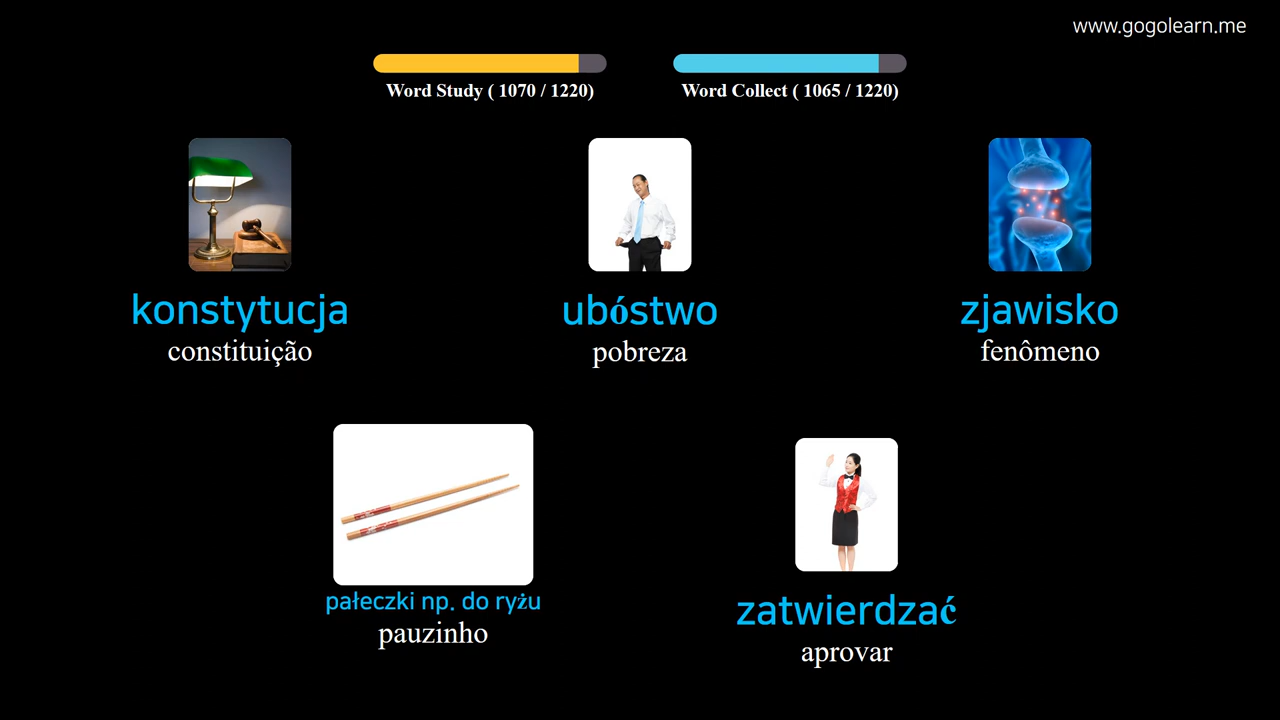 www.gogolearn.me
Word Study ( 1070 / 1220)
Word Collect ( 1065 / 1220)
konstytucja
constituição
ubóstwo
pobreza
zjawisko
fenômeno
pałeczki np. do ryżu
pauzinho
zatwierdzać
aprovar